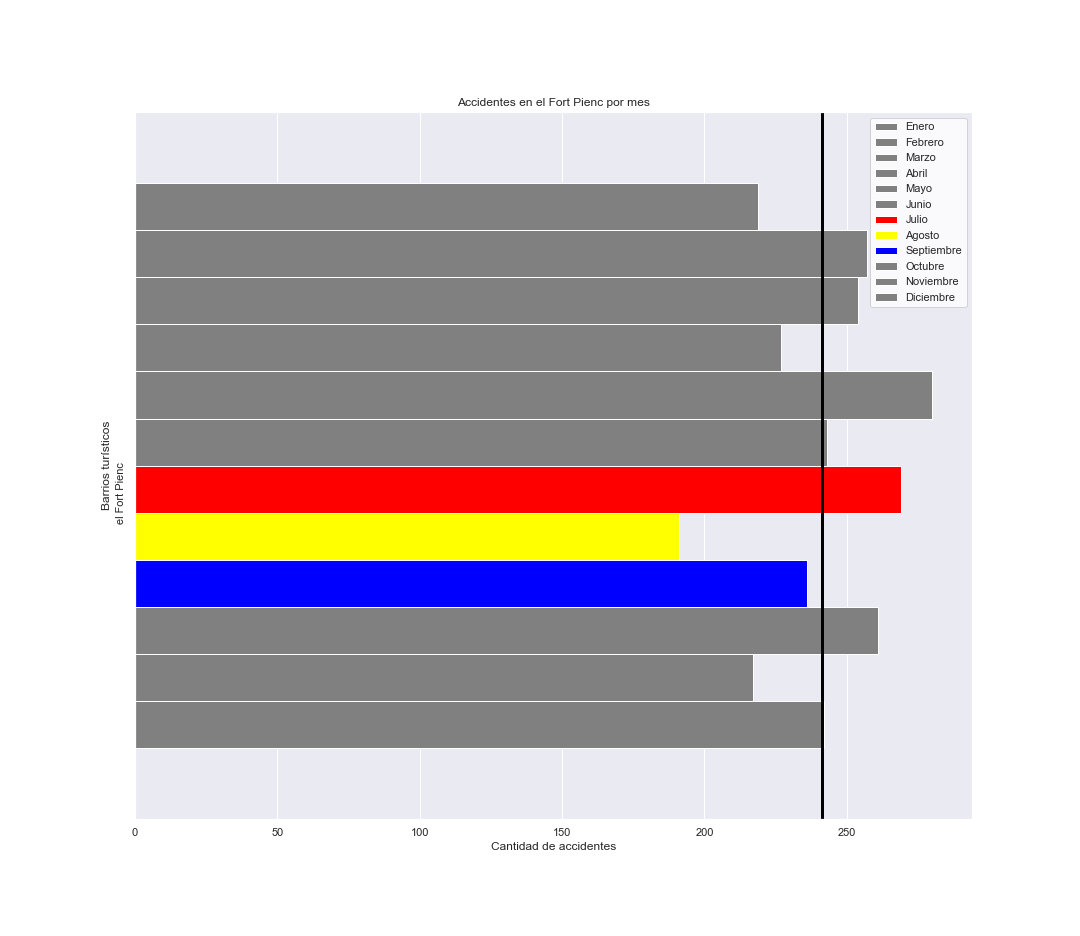 Accidentes en el Fort Pienc por mes
Enero
Febrero
Marzo
Abril
Mayo
Junio
Julio
Agosto
Septiembre
Octubre
Noviembre
Diciembre
Barrios turísticos
el Fort Pienc
0 50 100 150 200 250
Cantidad de accidentes